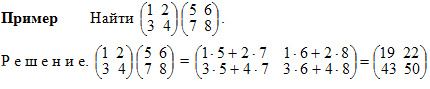 Пример Найти (1 2 3 4)(5 6 7 8).
Р е ш е н и е. (1 2 3 4)(5 6 7 8) = (1·5+2·7 1·6+2·8 3·5+4·7 3·6+4·8) = (19 22 43 50)